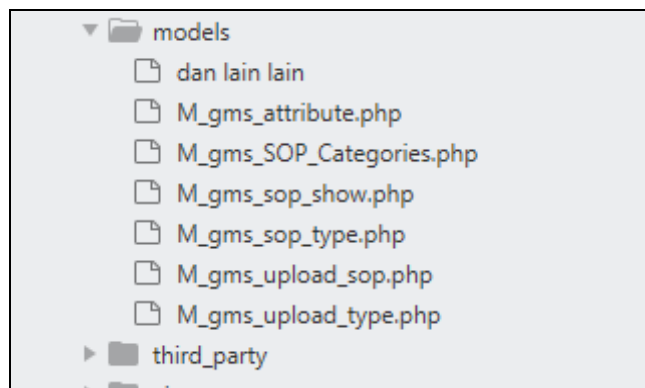 models
dan lain lain
M_gms_attribute.php
M_gms_SOP_Categories.php
M_gms_sop_show.php
M_gms_sop_type.php
M_gms_upload_sop.php
M_gms_upload_type.php
third_party